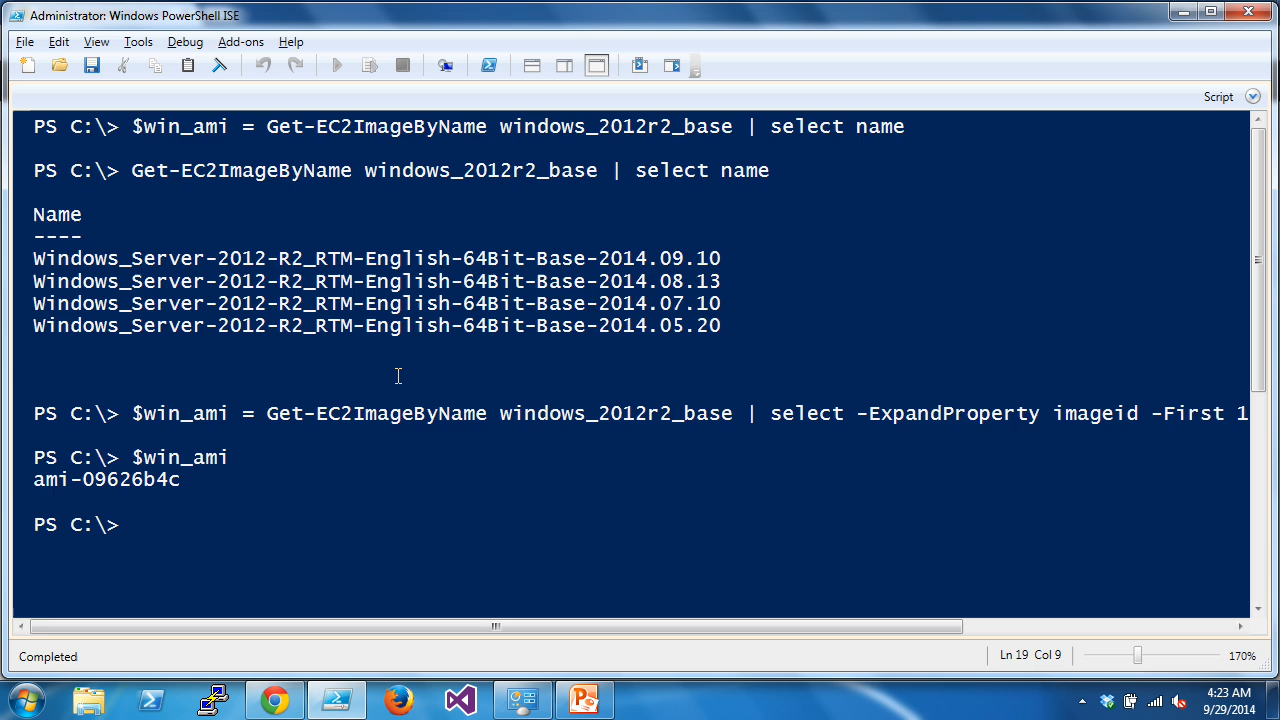 Administrator: Windows PowerShell ISE
File Edit View Tools Debug Add-ons Help
Script
PS C:\> $win_ami = Get-EC2ImageByName windows_2012r2_base | select name
PS C:\> Get-EC2ImageByName windows_2012r2_base | select name
Name
----
Windows_Server-2012-R2_RTM-English-64Bit-Base-2014.09.10
Windows_Server-2012-R2_RTM-English-64Bit-Base-2014.08.13
Windows_Server-2012-R2_RTM-English-64Bit-Base-2014.07.10
Windows_Server-2012-R2_RTM-English-64Bit-Base-2014.05.20
PS C:\> $win_ami = Get-EC2ImageByName windows_2012r2_base | select -ExpandProperty imageid -First 1
PS C:\> $win_ami
ami-09626b4c
PS C:\>
Completed Ln 19 Col 9 170%
4:23 AM
9/29/2014